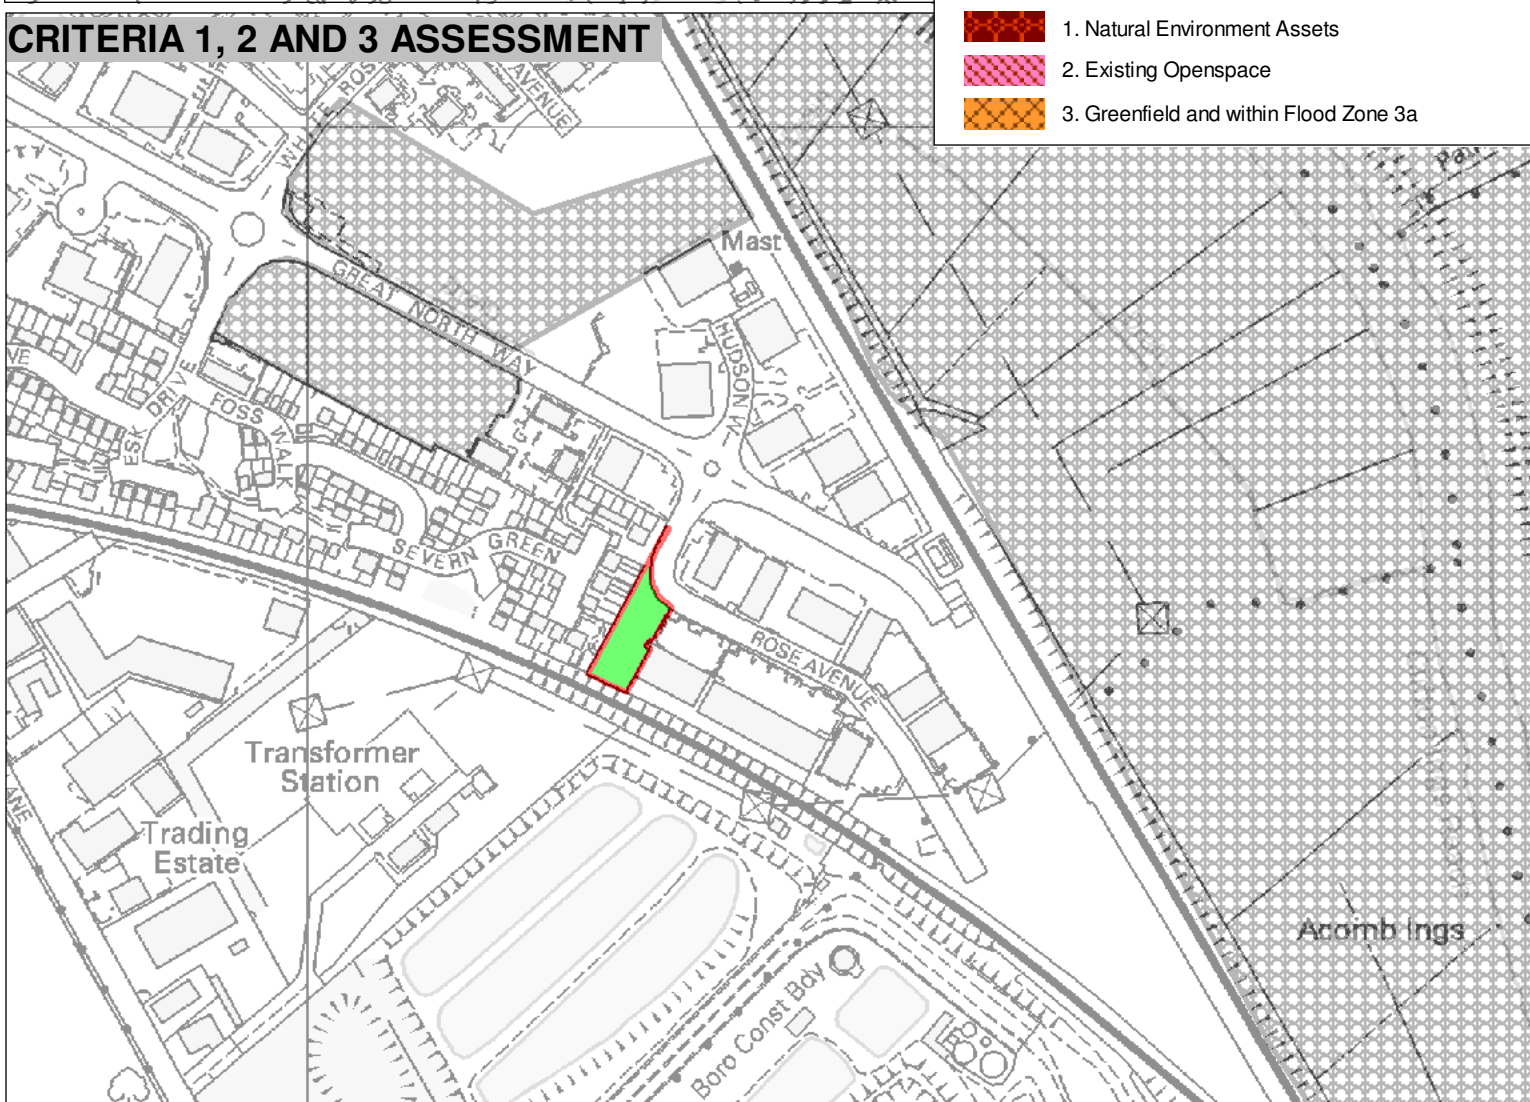 CRITERIA 1, 2 AND 3 ASSESSMENT
1. Natural Environment Assets
2. Existing Openspace
3. Greenfield and within Flood Zone 3a
AVENUE
Mast
GREAT NORTH WAY
HUDSON
ESK DRIVE
FOSS WALK
SEVERN GREEN
ROSE AVENUE
Transformer
Station
Trading
Estate
Acomb Ings
Boro Const Bdy